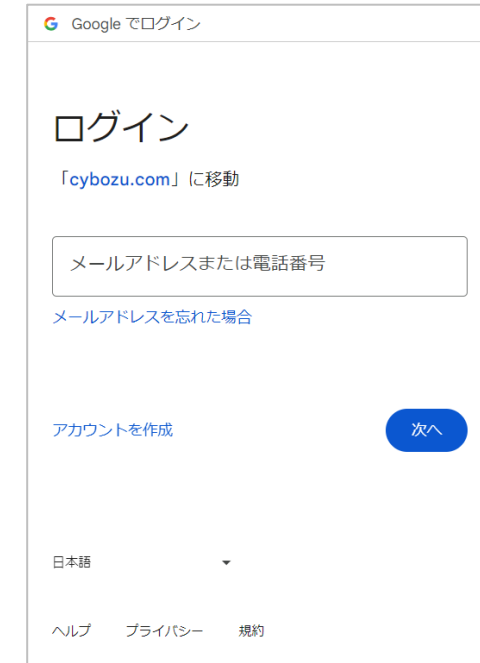 Google でログイン
ログイン
「cybozu.com」に移動
メールアドレスまたは電話番号
メールアドレスを忘れた場合
アカウントを作成 次へ
日本語
ヘルプ プライバシー 規約